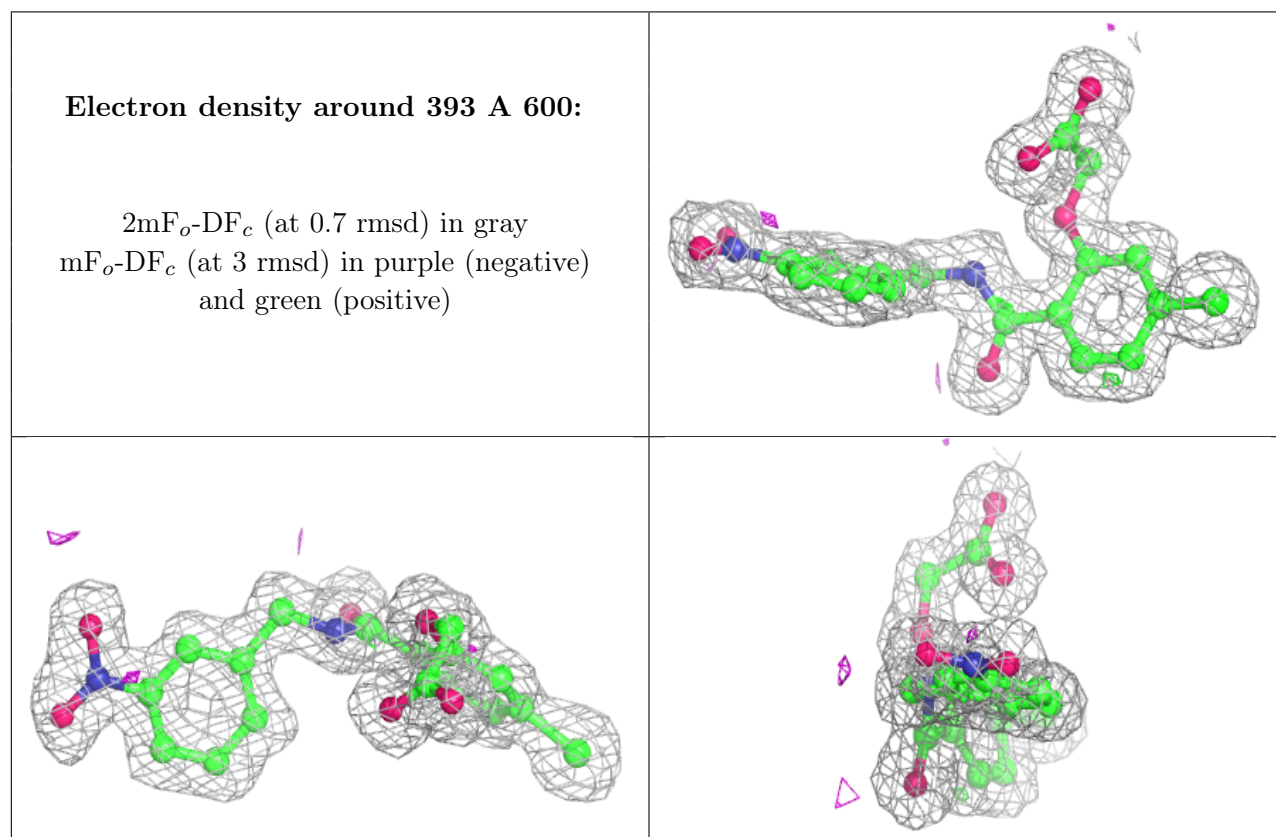 Electron density around 393 A 600:
2mFo-DFc (at 0.7 rmsd) in gray
mFo-DFc (at 3 rmsd) in purple (negative)
and green (positive)